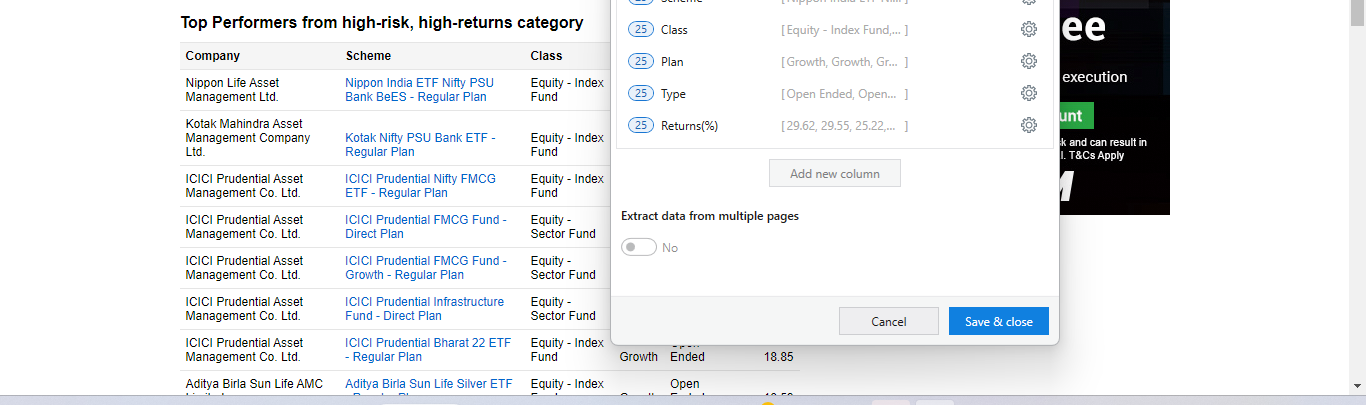 Top Performers from high-risk, high-returns category
Company Scheme Class
Nippon Life Asset
Management Ltd.
Nippon India ETF Nifty PSU
Bank BeES - Regular Plan
Equity - Index
Fund
Kotak Mahindra Asset
Management Company
Ltd.
Kotak Nifty PSU Bank ETF -
Regular Plan
Equity - Index
Fund
ICICI Prudential Asset
Management Co. Ltd.
ICICI Prudential Nifty FMCG
ETF - Regular Plan
Equity - Index
Fund
ICICI Prudential Asset
Management Co. Ltd.
ICICI Prudential FMCG Fund -
Direct Plan
Equity -
Sector Fund
ICICI Prudential Asset
Management Co. Ltd.
ICICI Prudential FMCG Fund -
Growth - Regular Plan
Equity -
Sector Fund
ICICI Prudential Asset
Management Co. Ltd.
ICICI Prudential Infrastructure
Fund - Direct Plan
Equity -
Sector Fund
ICICI Prudential Asset
Management Co. Ltd.
ICICI Prudential Bharat 22 ETF
- Regular Plan
Equity - Index
Fund
Growth
Open
Ended
18.85
Aditya Birla Sun Life AMC
Aditya Birla Sun Life Silver ETF
Equity - Index
Open
25 Class [Equity - Index Fund,... ]
25 Plan [Growth, Growth, Gr... ]
25 Type [Open Ended, Open... ]
25 Returns(%) [29.62, 29.55, 25.22,... ]
Add new column
Extract data from multiple pages
No
Cancel Save & close
ee
execution
unt
k and can result in
l. T&Cs Apply
M